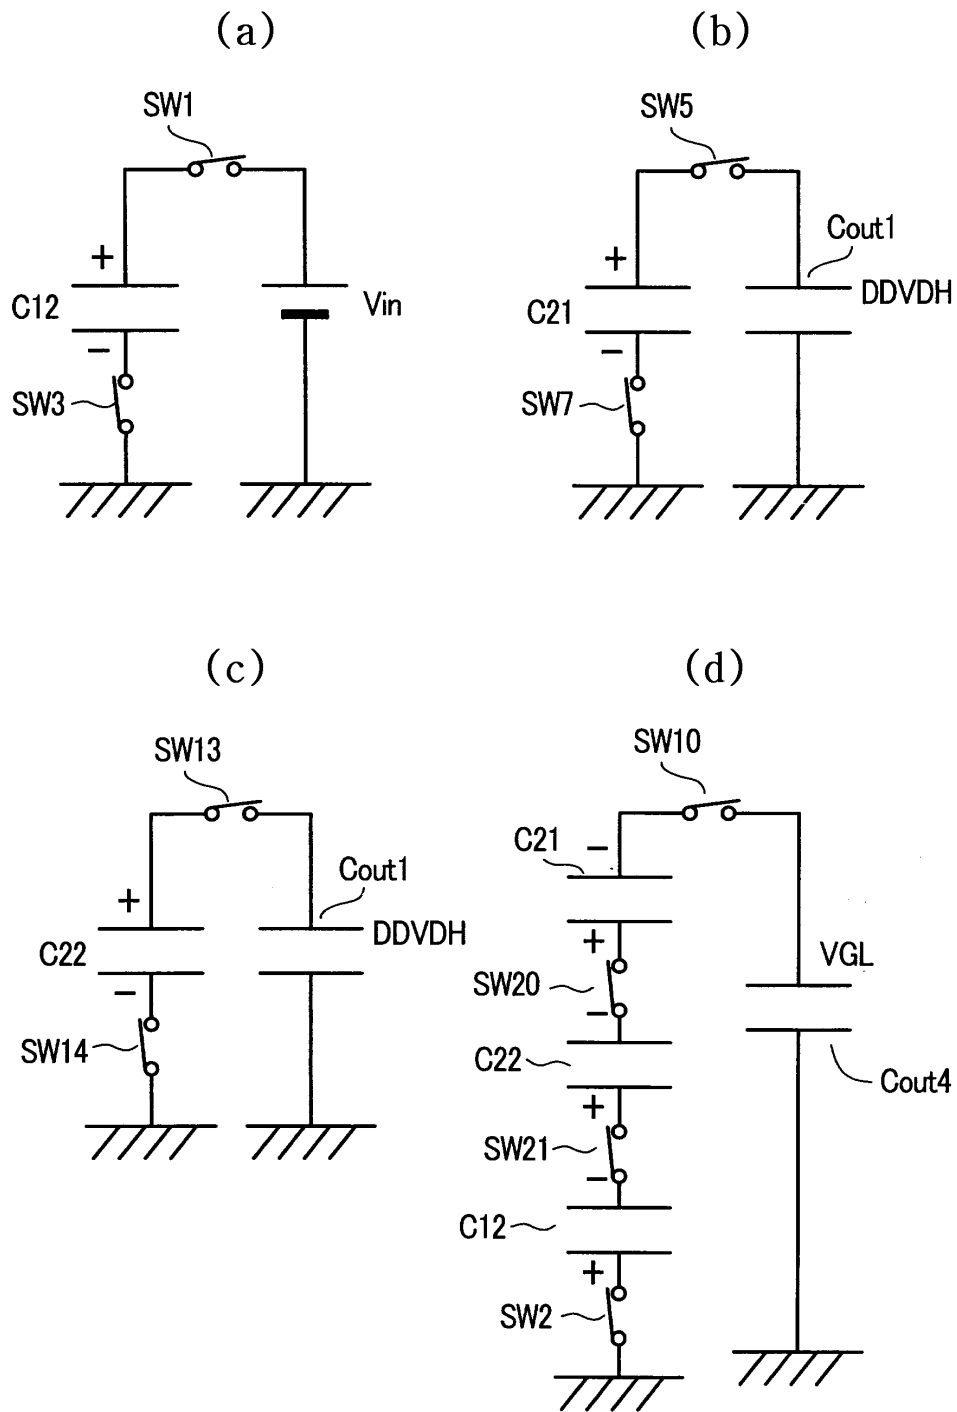 (a)
SW1
+
C12
Vin
−
SW3
(b)
SW5
Cout1
+
DDVDH
C21
−
SW7
(c)
SW13
Cout1
+
DDVDH
C22
−
SW14
(d)
SW10
C21
−
+
VGL
SW20
−
C22
Cout4
+
SW21
−
C12
+
SW2